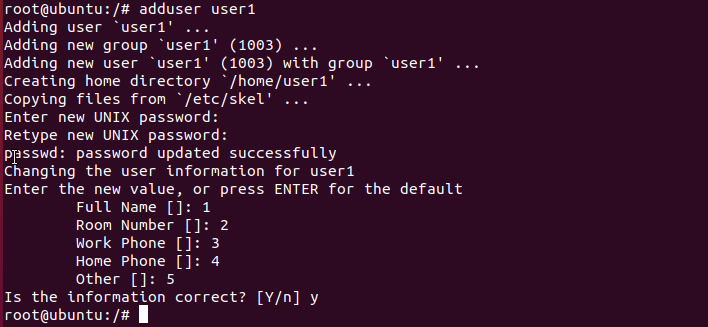 root@ubuntu:/# adduser user1
Adding user `user1' ...
Adding new group `user1' (1003) ...
Adding new user `user1' (1003) with group `user1' ...
Creating home directory `/home/user1' ...
Copying files from `/etc/skel' ...
Enter new UNIX password:
Retype new UNIX password:
passwd: password updated successfully
Changing the user information for user1
Enter the new value, or press ENTER for the default
Full Name []: 1
Room Number []: 2
Work Phone []: 3
Home Phone []: 4
Other []: 5
Is the information correct? [Y/n] y
root@ubuntu:/#